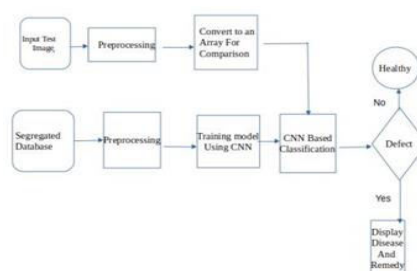 Input Test
Image
Preprocessing
Convert to an
Array For
Comparison
Healthy
No
Segregated
Database
Preprocessing
Training model
Using CNN
CNN Based
Classification
Defect
Yes
Display
Disease
And
Remedy